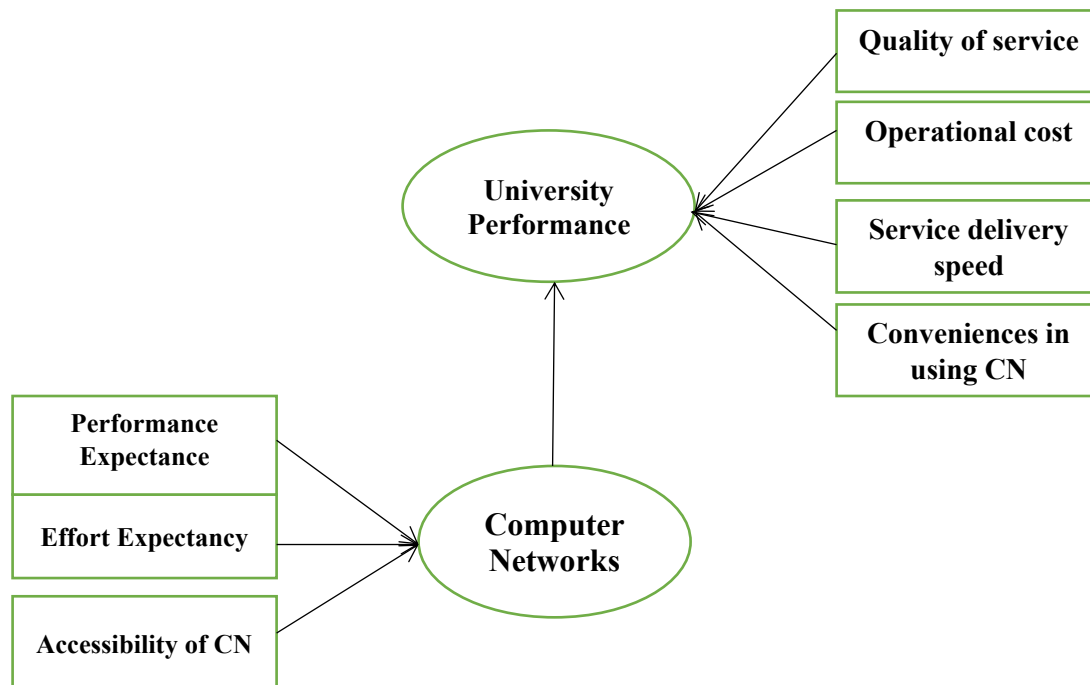 Quality of service
Operational cost
University
Performance
Service delivery
speed
Conveniences in
using CN
Performance
Expectance
Effort Expectancy
Computer
Networks
Accessibility of CN